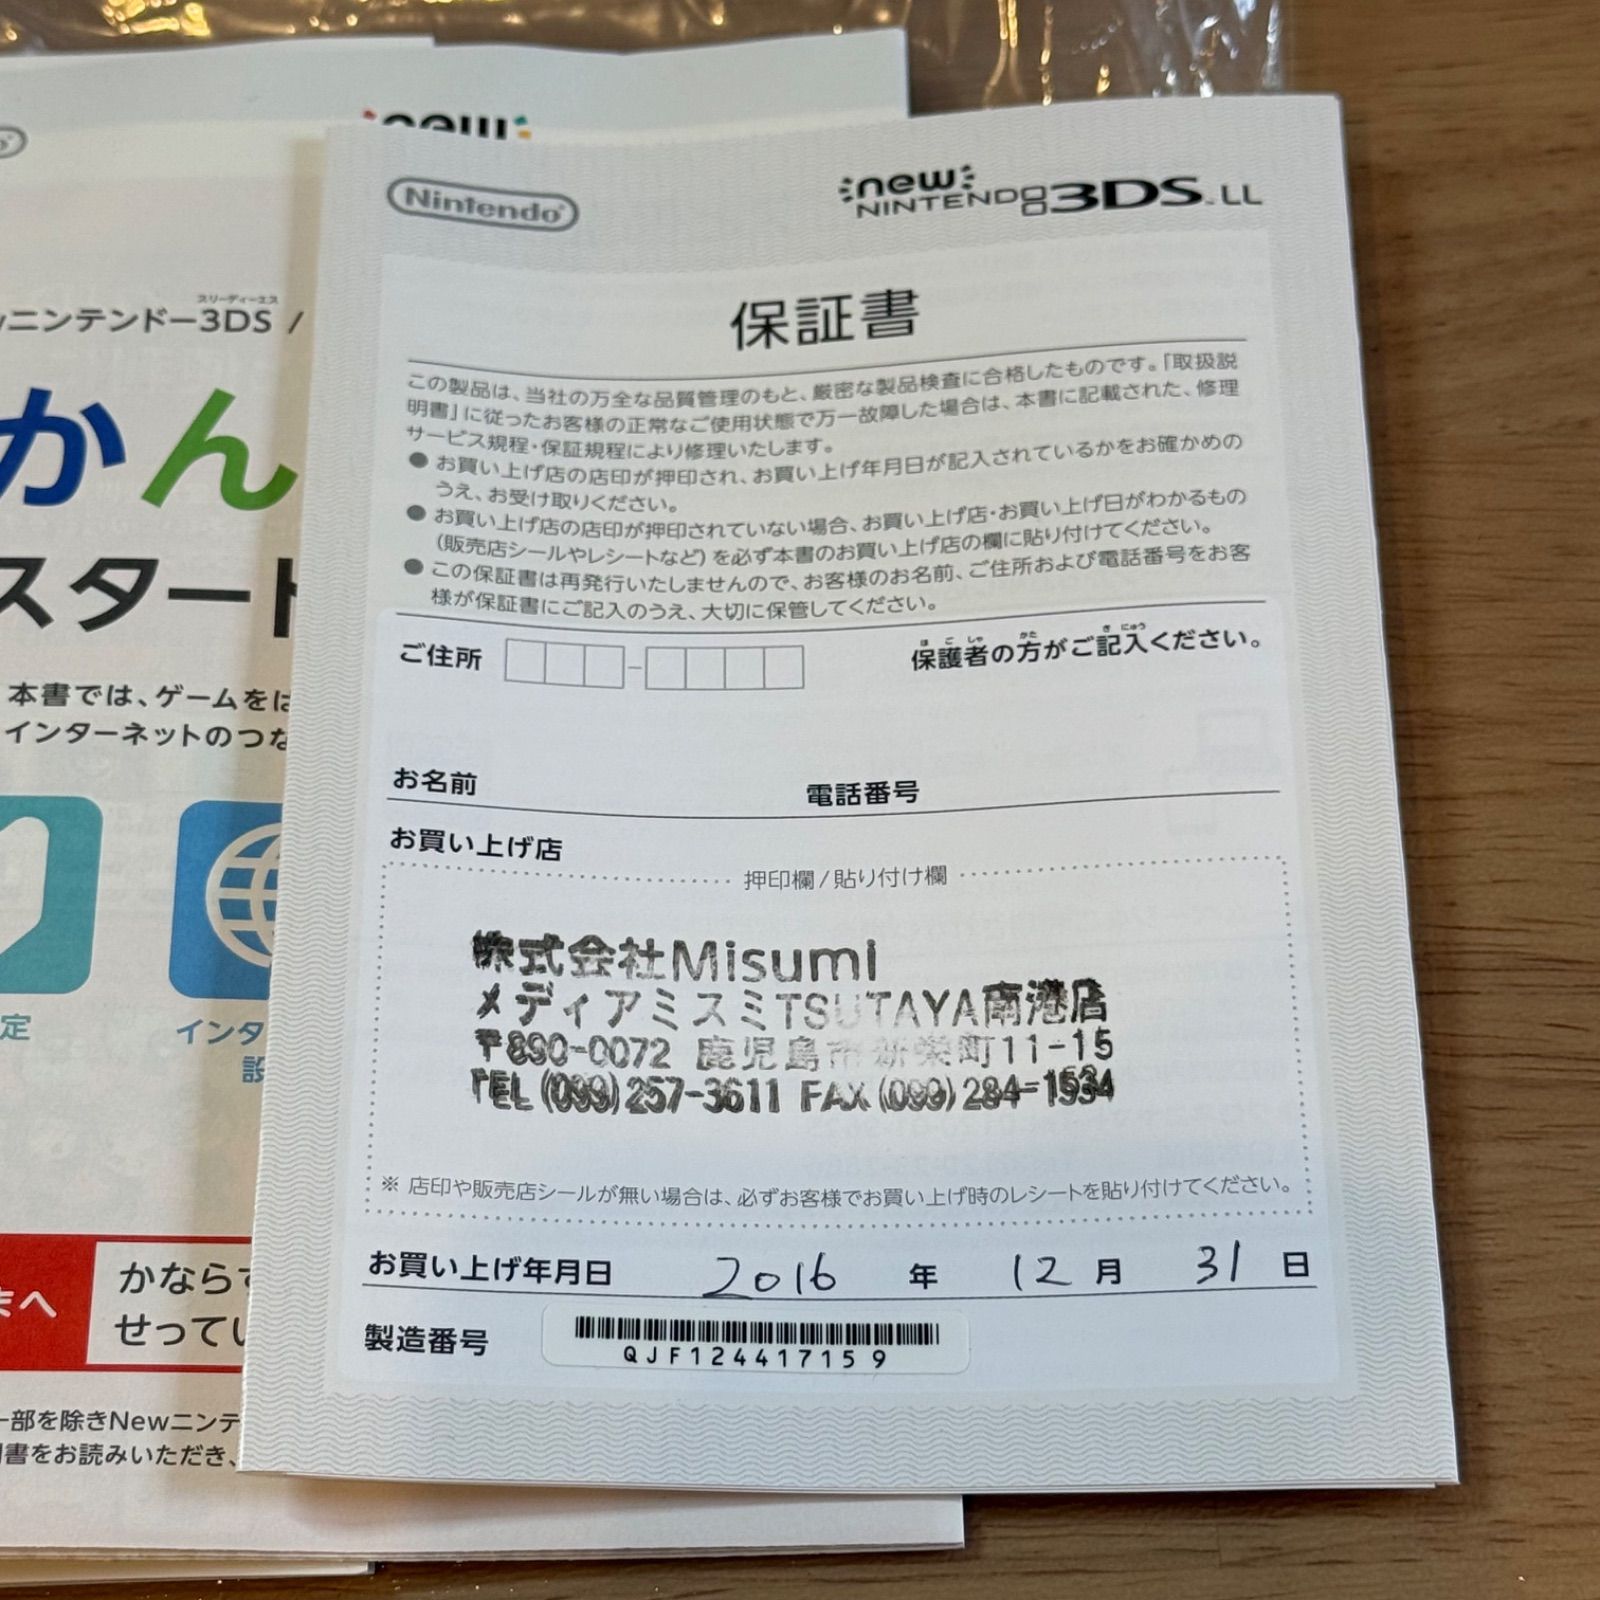 new
Nintendo
new NINTENDO 3DS LL
保証書
この製品は、当社の万全な品質管理のもと、厳密な製品検査に合格したものです。「取扱説
明書」に従ったお客様の正常なご使用状態で万一故障した場合は、本書に記載された、修理
サービス規程・保証規程により修理いたします。
● お買い上げ店の店印が押印され、お買い上げ年月日が記入されているかをお確かめの
うえ、お受け取りください。
● お買い上げ店の店印が押印されていない場合、お買い上げ店・お買い上げ日がわかるもの
（販売店シールやレシートなど）を必ず本書のお買い上げ店の欄に貼り付けてください。
● この保証書は再発行いたしませんので、お客様のお名前、ご住所および電話番号をお客
様が保証書にご記入のうえ、大切に保管してください。
ご住所 -
ほごしゃ かた きにゅう
保護者の方がご記入ください。
お名前 電話番号
お買い上げ店
押印欄/貼り付け欄
株式会社Misumi
メディアミスミTSUTAYA南港店
〒890-0072 鹿児島市新栄町11-15
TEL (099)257-3611 FAX (099)284-1534
※ 店印や販売店シールが無い場合は、必ずお客様でお買い上げ時のレシートを貼り付けてください。
お買い上げ年月日 2016 年 12 月 31 日
製造番号
QJF124417159
スリーディーエス
ニンテンドー3DS /
かん
スタート
本書では、ゲームをは
インターネットのつな
定
インタ
設
まへ
かならず
せってい
一部を除きNewニンテ
明書をお読みいただき、